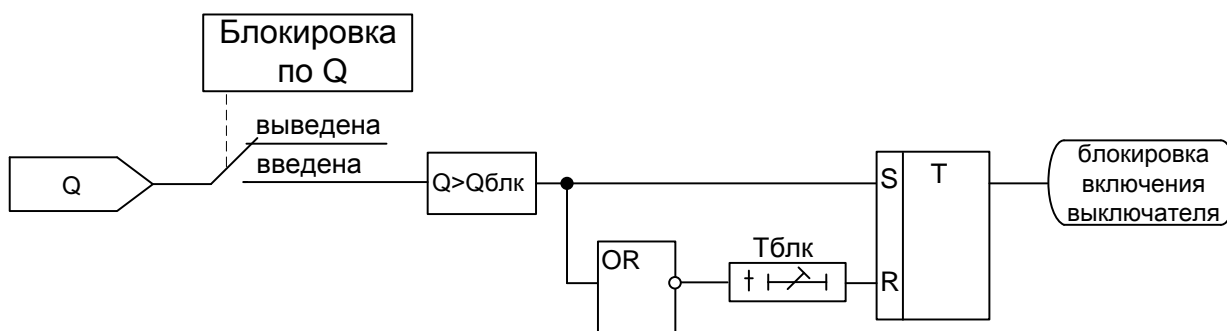 Блокировка
по Q
выведена
введена
Q
Q>Qблк
S
T
R
OR
Tблк
блокировка
включения
выключателя